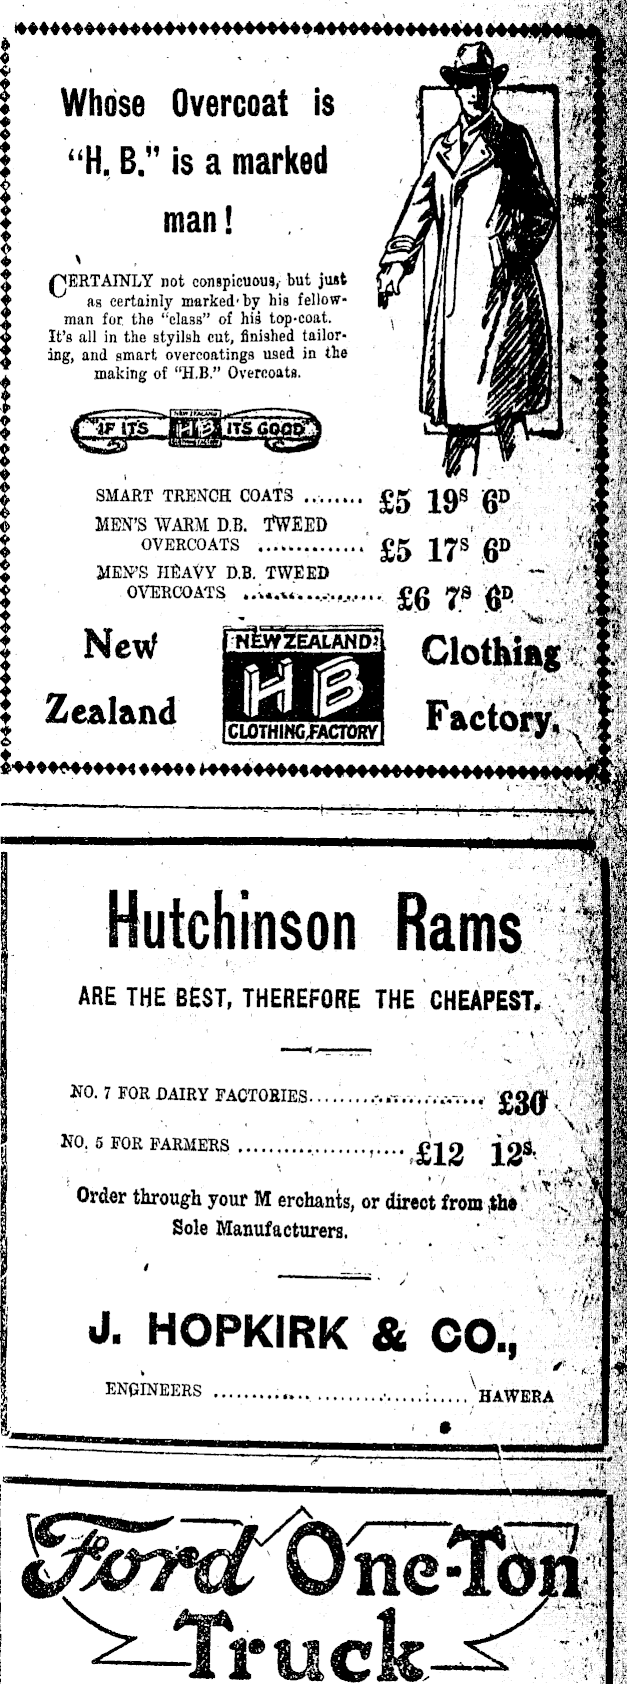 Whose Overcoat is
"H. B." is a marked
man!
CERTAINLY not conspicuous, but just
as certainly marked by his fellow-
man for the "class" of his top-coat.
It's all in the styilsh cut, finished tailor-
ing, and smart overcoatings used in the
making of "H.B." Overcoats.
NEW ZEALAND
IF ITS HB ITS GOOD
CLOTHING FACTORY
SMART TRENCH COATS ........ £5 19S 6D
MEN'S WARM D.B. TWEED
OVERCOATS .............. £5 17S 6D
MEN'S HEAVY D.B. TWEED
OVERCOATS .................. £6 7S 6D
New Zealand
NEW ZEALAND
HB
CLOTHING FACTORY
Clothing Factory.
Hutchinson Rams
ARE THE BEST, THEREFORE THE CHEAPEST.
NO. 7 FOR DAIRY FACTORIES........................ £30
NO. 5 FOR FARMERS ...................... £12 12S.
Order through your M erchants, or direct from the
Sole Manufacturers.
J. HOPKIRK & CO.,
ENGINEERS .................................. HAWERA
Ford One-Ton
Truck